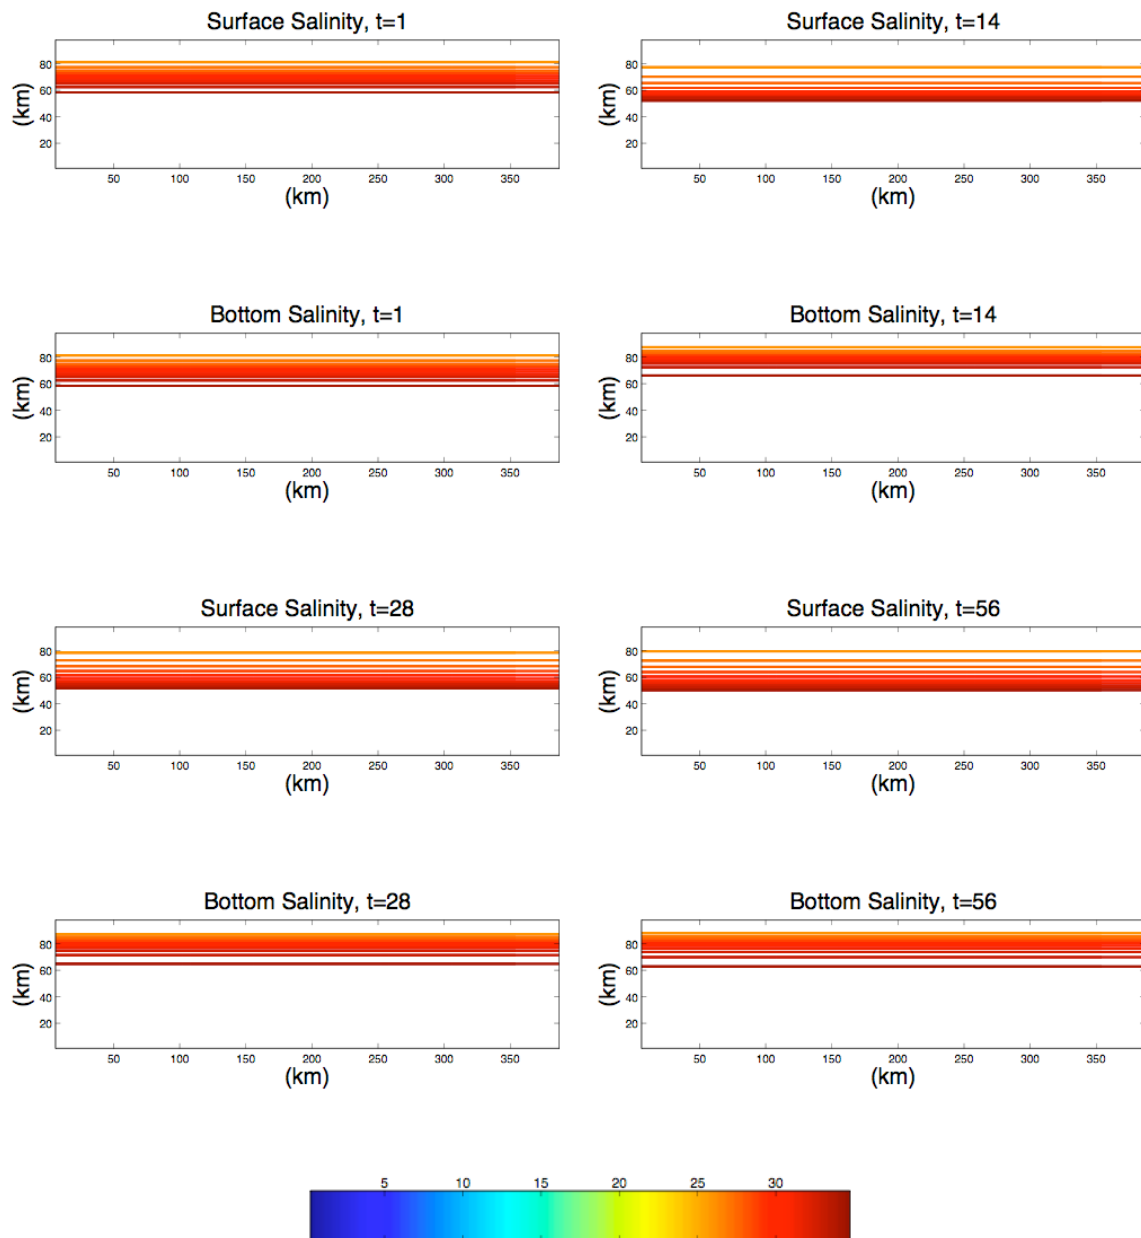 Surface Salinity, t=1
80
60
40
20
(km)
50 100 150 200 250 300 350
(km)
Surface Salinity, t=14
80
60
40
20
(km)
50 100 150 200 250 300 350
(km)
Bottom Salinity, t=1
80
60
40
20
(km)
50 100 150 200 250 300 350
(km)
Bottom Salinity, t=14
80
60
40
20
(km)
50 100 150 200 250 300 350
(km)
Surface Salinity, t=28
80
60
40
20
(km)
50 100 150 200 250 300 350
(km)
Surface Salinity, t=56
80
60
40
20
(km)
50 100 150 200 250 300 350
(km)
Bottom Salinity, t=28
80
60
40
20
(km)
50 100 150 200 250 300 350
(km)
Bottom Salinity, t=56
80
60
40
20
(km)
50 100 150 200 250 300 350
(km)
5 10 15 20 25 30